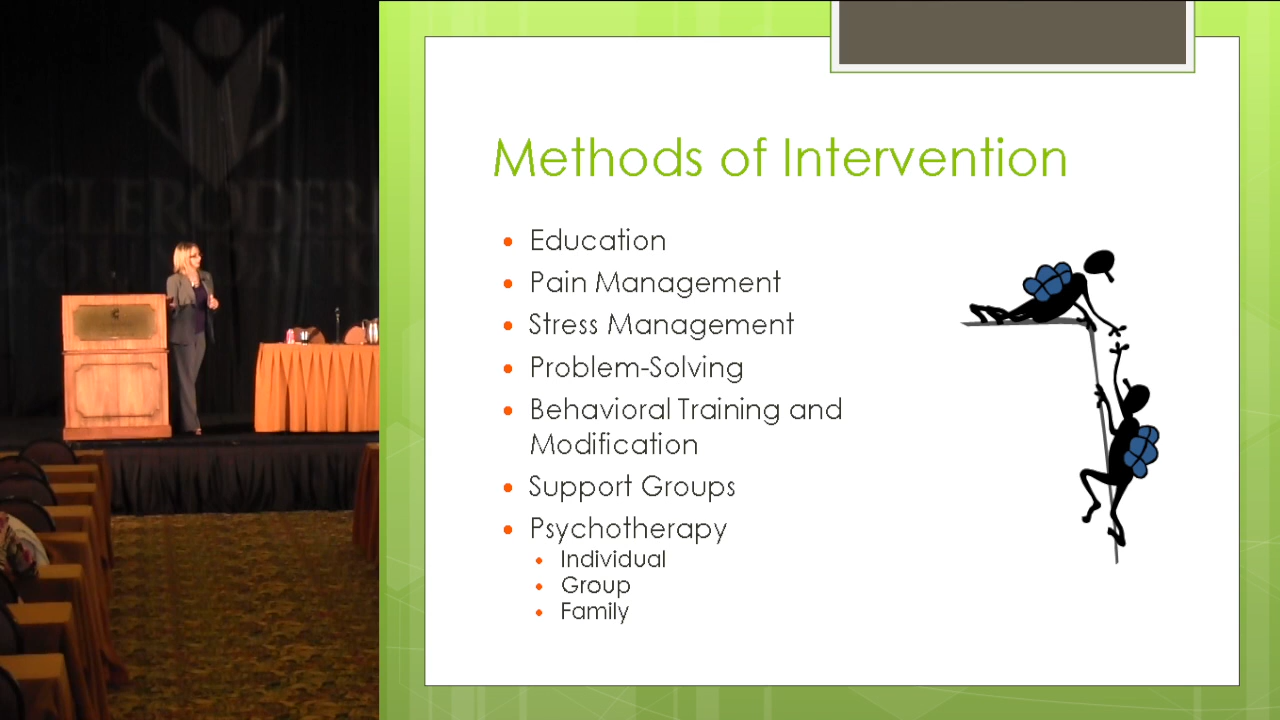 Methods of Intervention
Education
Pain Management
Stress Management
Problem-Solving
Behavioral Training and
Modification
Support Groups
Psychotherapy
Individual
Group
Family